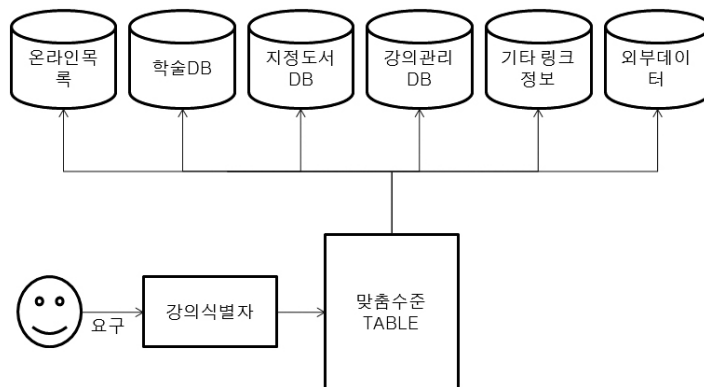 온라인목
록
학술DB
지정도서
DB
강의관리
DB
기타 링크
정보
외부데이
터
요구
강의식별자
맞춤수준
TABLE